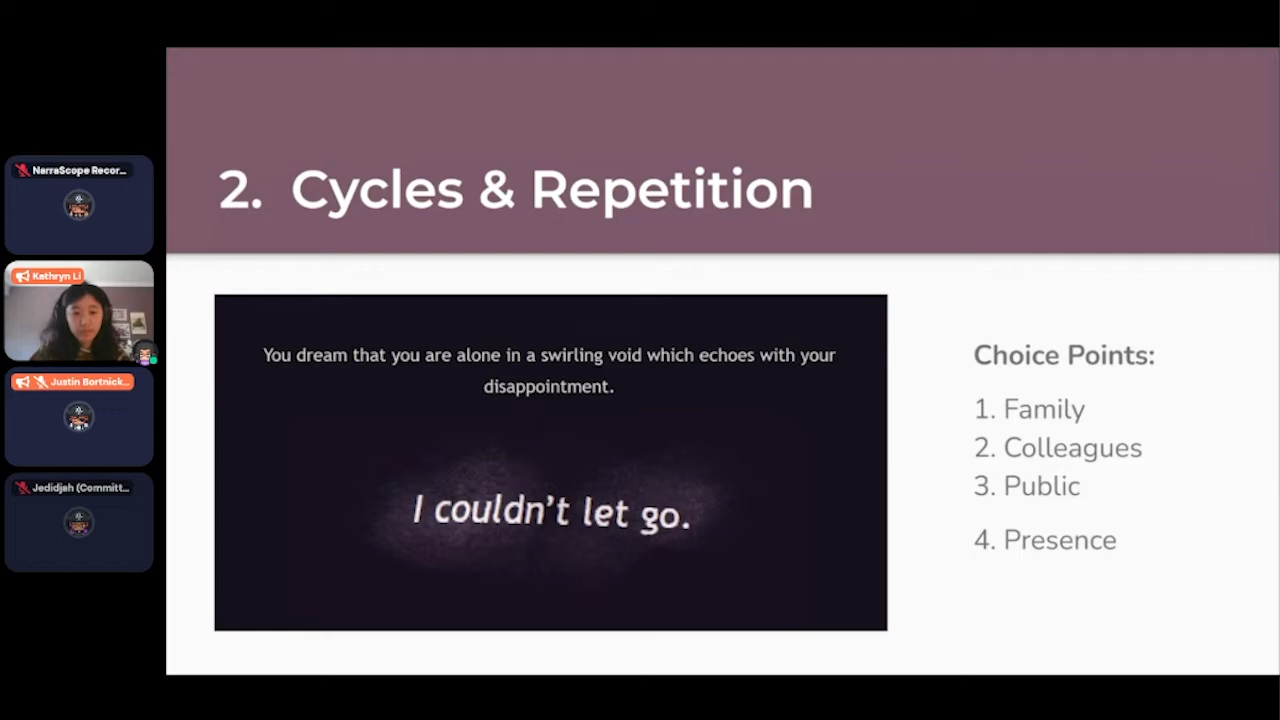 NarraScope Recor...
Kathryn Li
Justin Bortnick...
Jedidjah (Committ...
2. Cycles & Repetition
You dream that you are alone in a swirling void which echoes with your
disappointment.
I couldn't let go.
Choice Points:
1. Family
2. Colleagues
3. Public
4. Presence